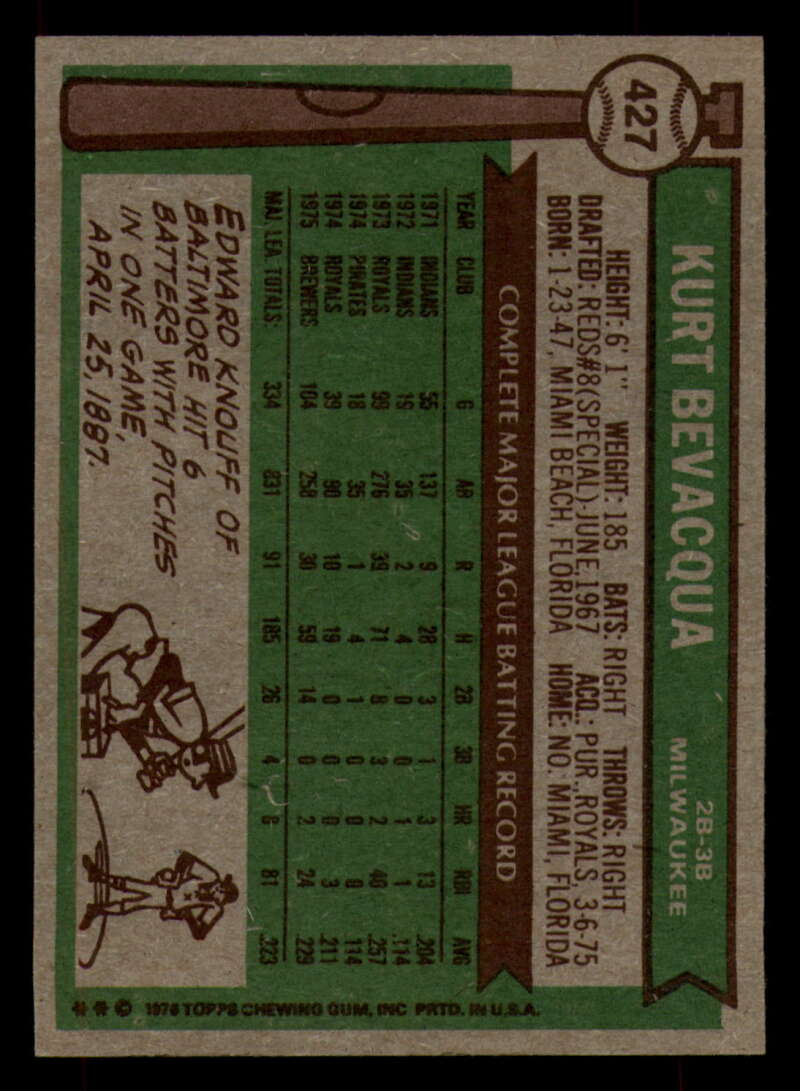 427
KURT BEVACQUA
2B-3B
MILWAUKEE
HEIGHT: 6' 1" WEIGHT: 185 BATS: RIGHT THROWS: RIGHT
DRAFTED: REDS#8(SPECIAL)-JUNE,1967 ACQ.: PUR., ROYALS, 3-6-75
BORN: 1-23-47, MIAMI BEACH, FLORIDA HOME: NO. MIAMI, FLORIDA
COMPLETE MAJOR LEAGUE BATTING RECORD
YEAR CLUB G AB R H 2B 3B HR RBI AVG
1971 INDIANS 55 137 9 28 3 1 3 13 .204
1972 INDIANS 19 35 2 4 0 0 1 1 .114
1973 ROYALS 99 276 39 71 8 3 2 46 .257
1974 PIRATES 18 35 1 4 1 0 0 0 .114
1974 ROYALS 39 90 10 19 0 0 0 3 .211
1975 BREWERS 104 258 30 59 14 0 2 24 .229
MAJ. LEA. TOTALS: 334 831 91 185 26 4 8 81 .223
EDWARD KNOUFF OF
BALTIMORE HIT 6
BATTERS WITH PITCHES
IN ONE GAME,
APRIL 25, 1887.
* * © 1976 TOPPS CHEWING GUM, INC PRTD. IN U.S.A.